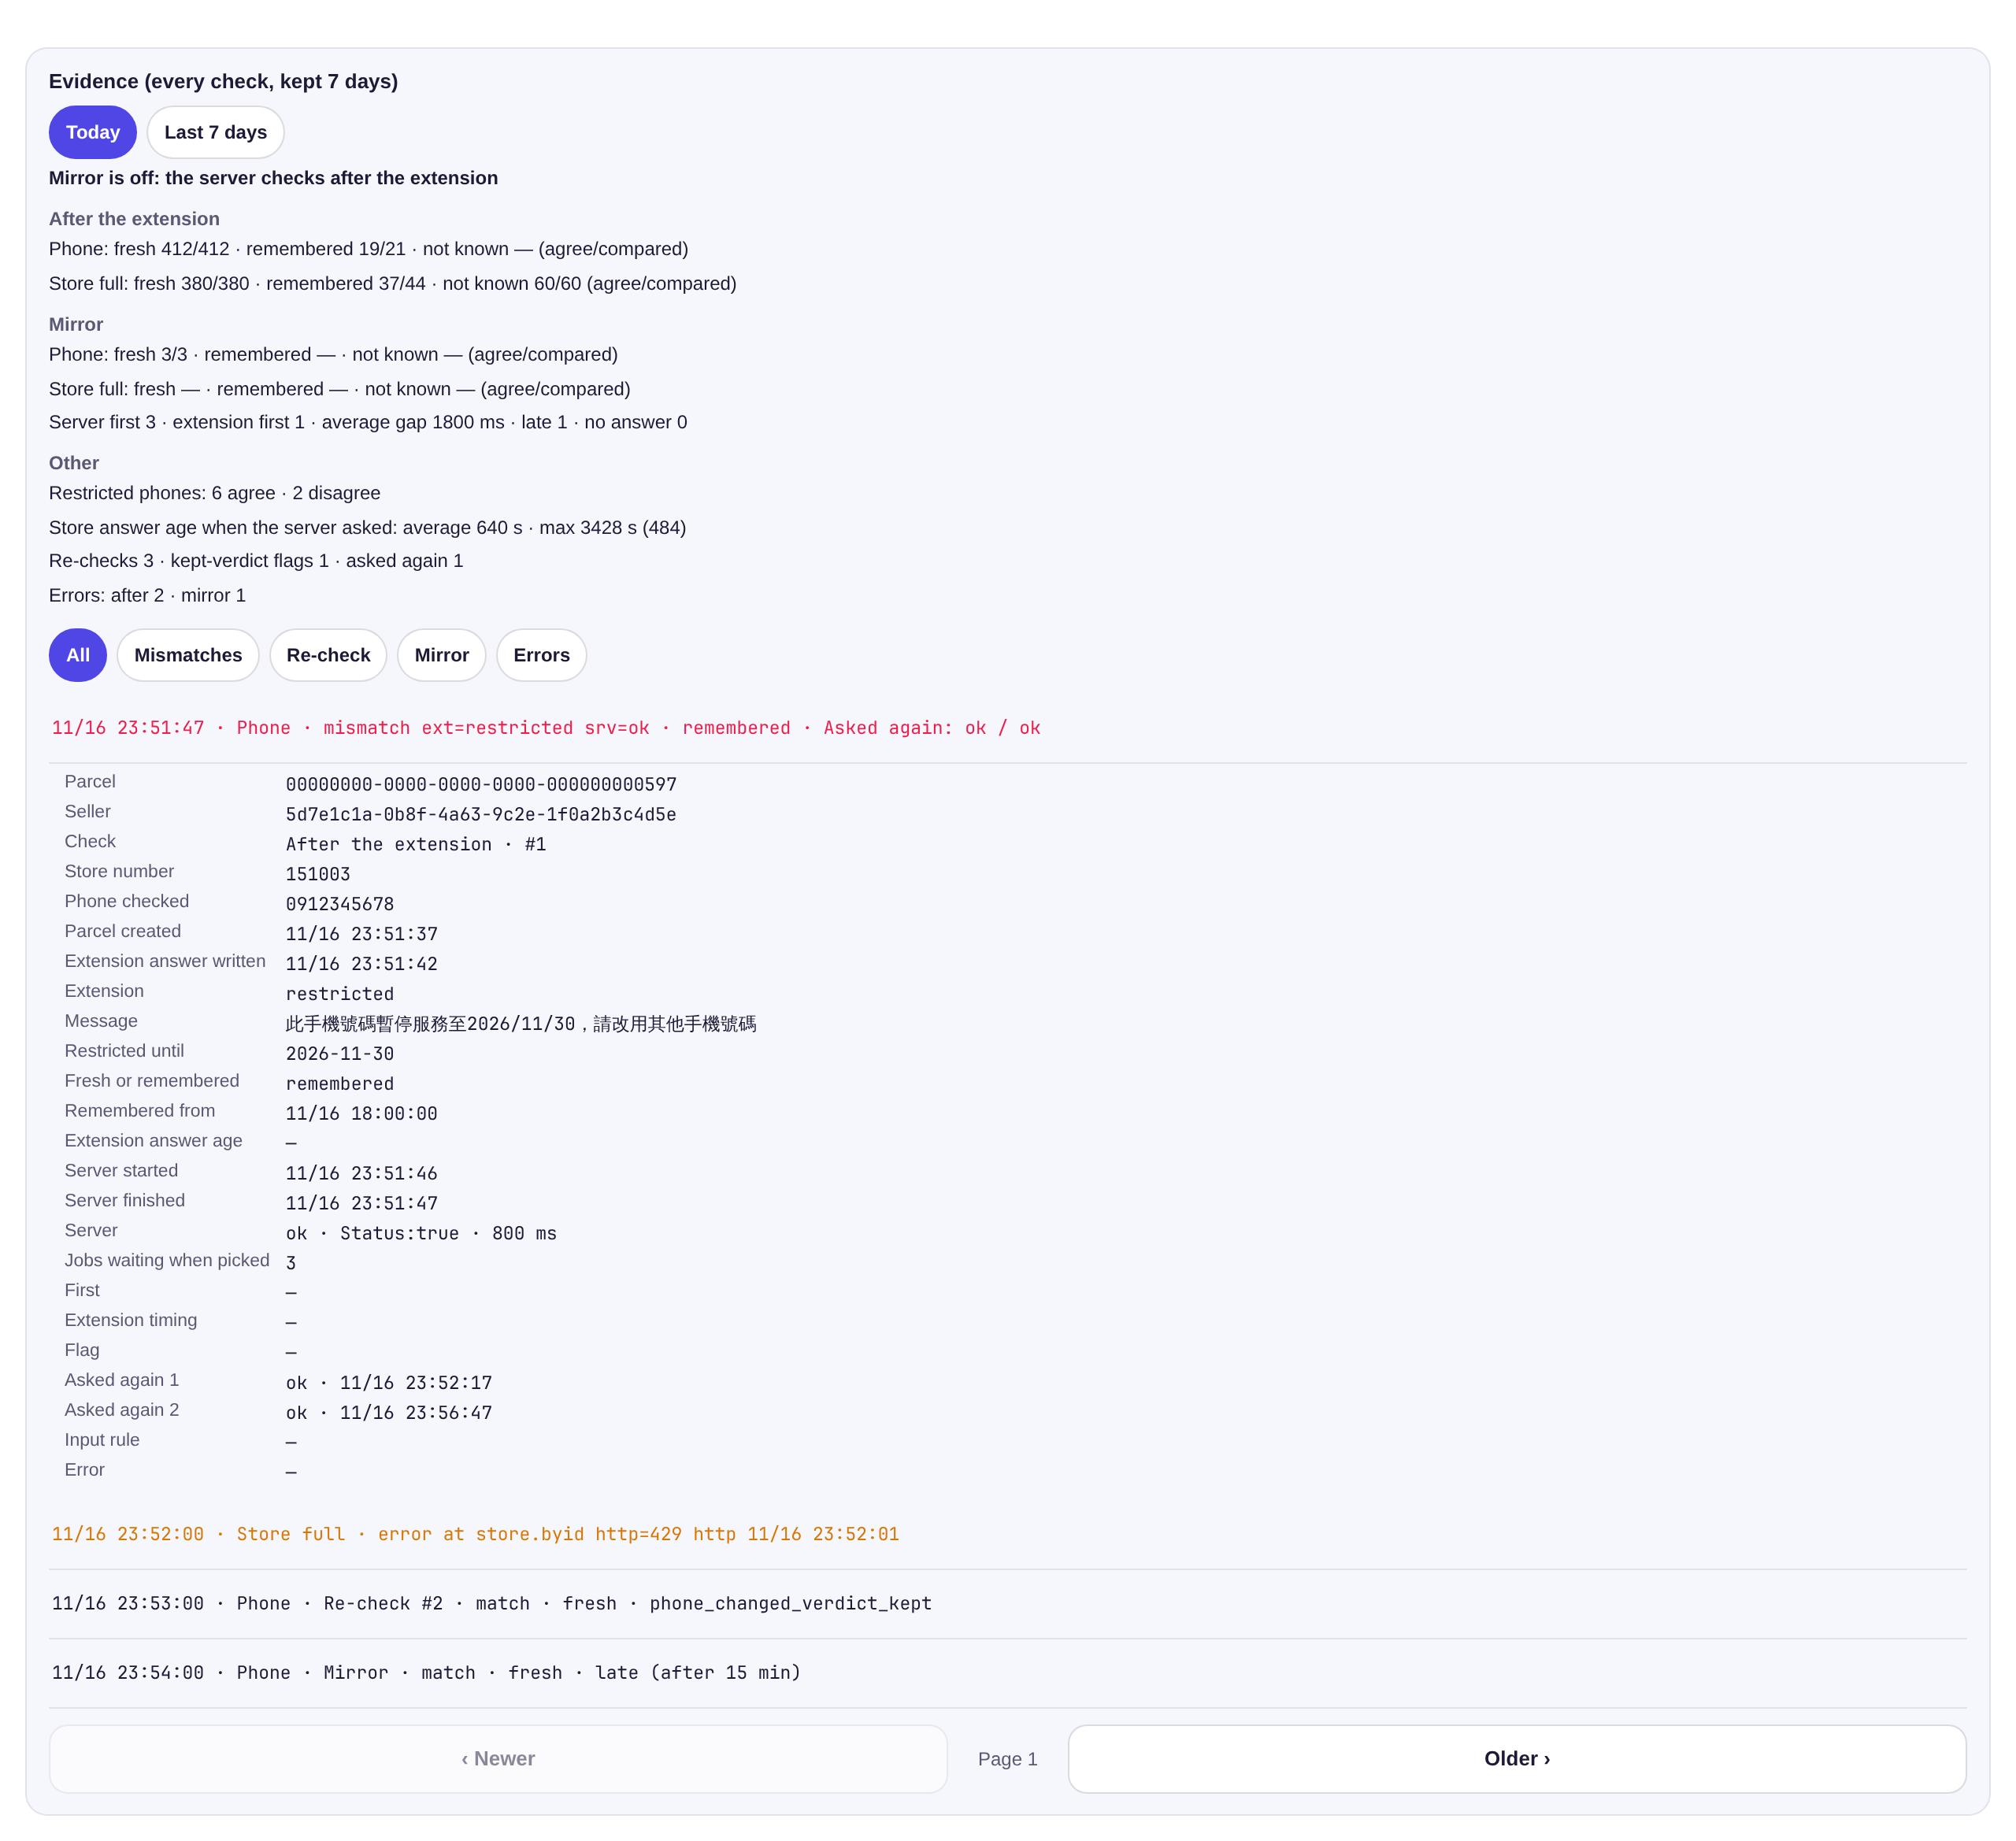 Evidence (every check, kept 7 days)
Today Last 7 days
Mirror is off: the server checks after the extension
After the extension
Phone: fresh 412/412 · remembered 19/21 · not known — (agree/compared)
Store full: fresh 380/380 · remembered 37/44 · not known 60/60 (agree/compared)
Mirror
Phone: fresh 3/3 · remembered — · not known — (agree/compared)
Store full: fresh — · remembered — · not known — (agree/compared)
Server first 3 · extension first 1 · average gap 1800 ms · late 1 · no answer 0
Other
Restricted phones: 6 agree · 2 disagree
Store answer age when the server asked: average 640 s · max 3428 s (484)
Re-checks 3 · kept-verdict flags 1 · asked again 1
Errors: after 2 · mirror 1
All Mismatches Re-check Mirror Errors
11/16 23:51:47 · Phone · mismatch ext=restricted srv=ok · remembered · Asked again: ok / ok
Parcel 00000000-0000-0000-0000-000000000597
Seller 5d7e1c1a-0b8f-4a63-9c2e-1f0a2b3c4d5e
Check After the extension · #1
Store number 151003
Phone checked 0912345678
Parcel created 11/16 23:51:37
Extension answer written 11/16 23:51:42
Extension restricted
Message 此手機號碼暫停服務至2026/11/30，請改用其他手機號碼
Restricted until 2026-11-30
Fresh or remembered remembered
Remembered from 11/16 18:00:00
Extension answer age —
Server started 11/16 23:51:46
Server finished 11/16 23:51:47
Server ok · Status:true · 800 ms
Jobs waiting when picked 3
First —
Extension timing —
Flag —
Asked again 1 ok · 11/16 23:52:17
Asked again 2 ok · 11/16 23:56:47
Input rule —
Error —
11/16 23:52:00 · Store full · error at store.byid http=429 http 11/16 23:52:01
11/16 23:53:00 · Phone · Re-check #2 · match · fresh · phone_changed_verdict_kept
11/16 23:54:00 · Phone · Mirror · match · fresh · late (after 15 min)
‹ Newer Page 1 Older ›